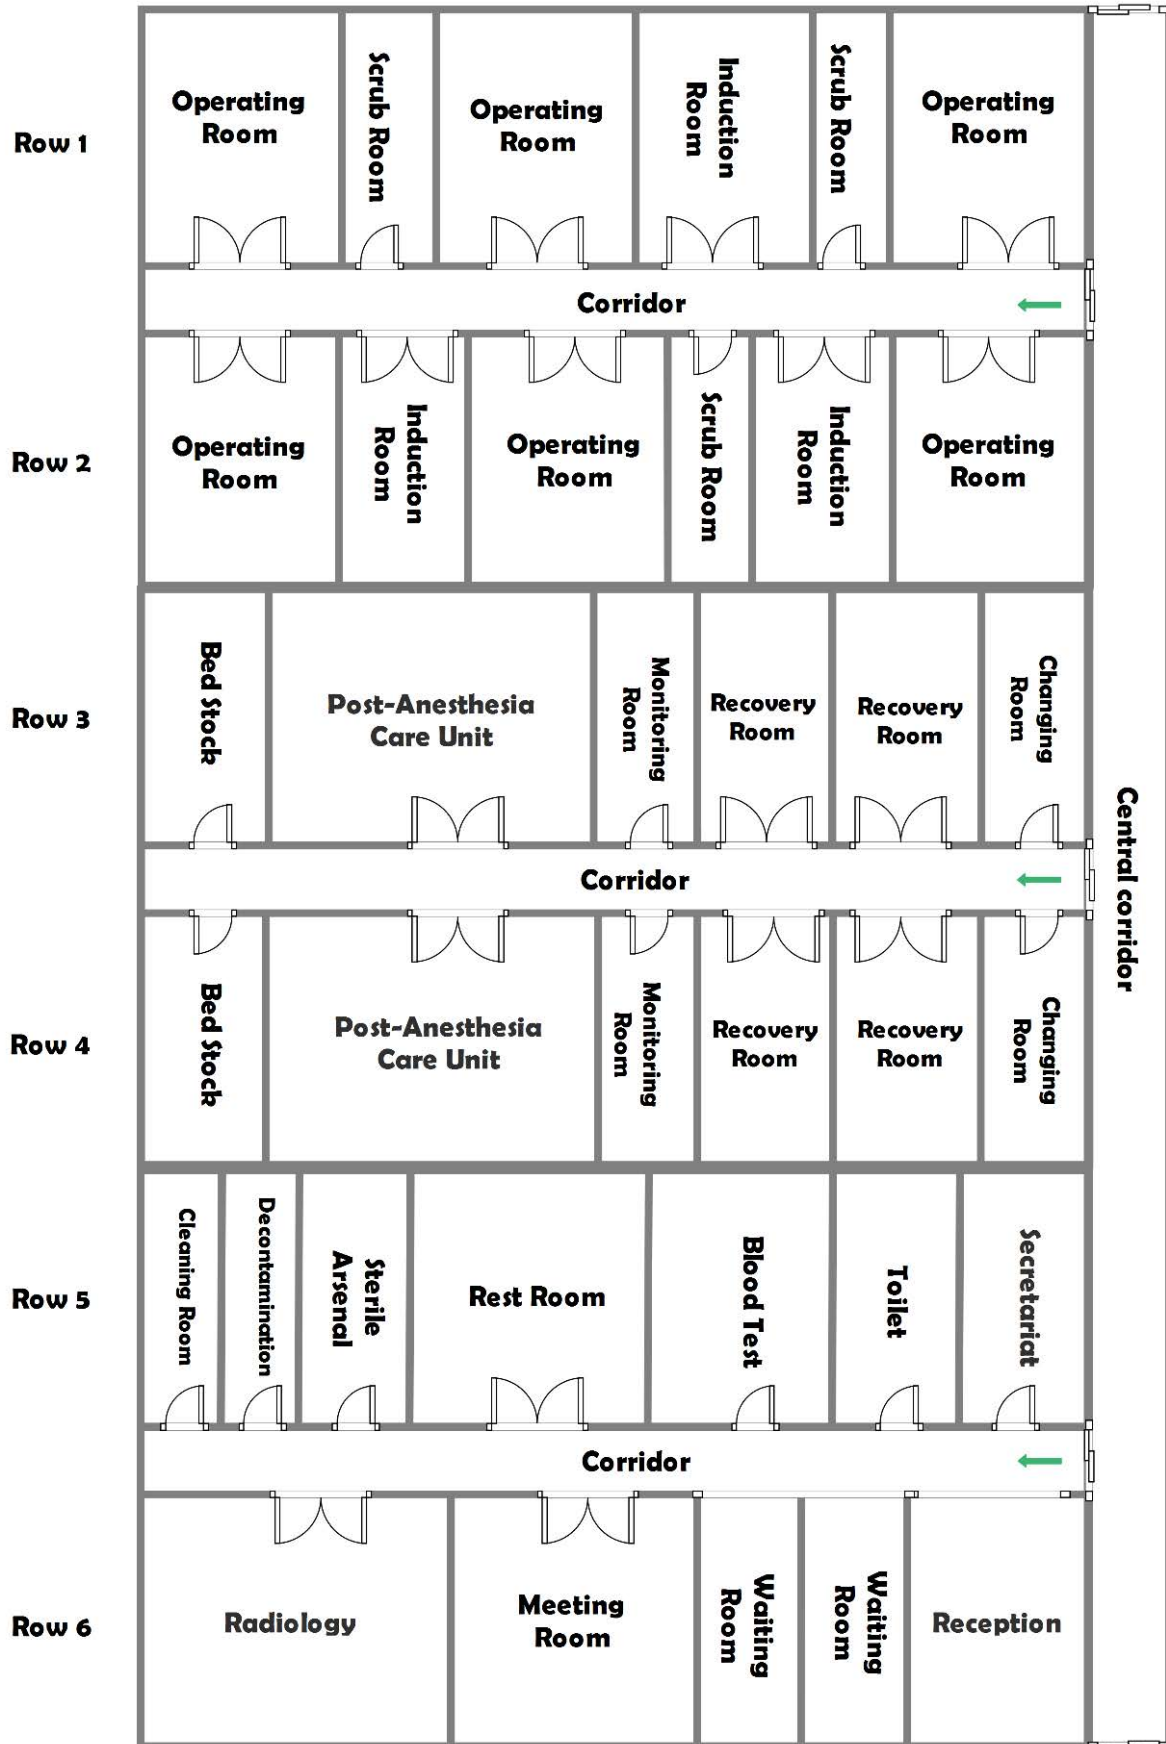 Row 1
Operating
Room
Scrub Room
Operating
Room
Induction
Room
Scrub Room
Operating
Room
Corridor
Row 2
Operating
Room
Induction
Room
Operating
Room
Scrub Room
Induction
Room
Operating
Room
Row 3
Bed Stock
Post-Anesthesia
Care Unit
Monitoring
Room
Recovery
Room
Recovery
Room
Changing
Room
Corridor
Central corridor
Row 4
Bed Stock
Post-Anesthesia
Care Unit
Monitoring
Room
Recovery
Room
Recovery
Room
Changing
Room
Row 5
Cleaning Room
Decontamination
Sterile
Arsenal
Rest Room
Blood Test
Toilet
Secretariat
Corridor
Row 6
Radiology
Meeting
Room
Waiting
Room
Waiting
Room
Reception